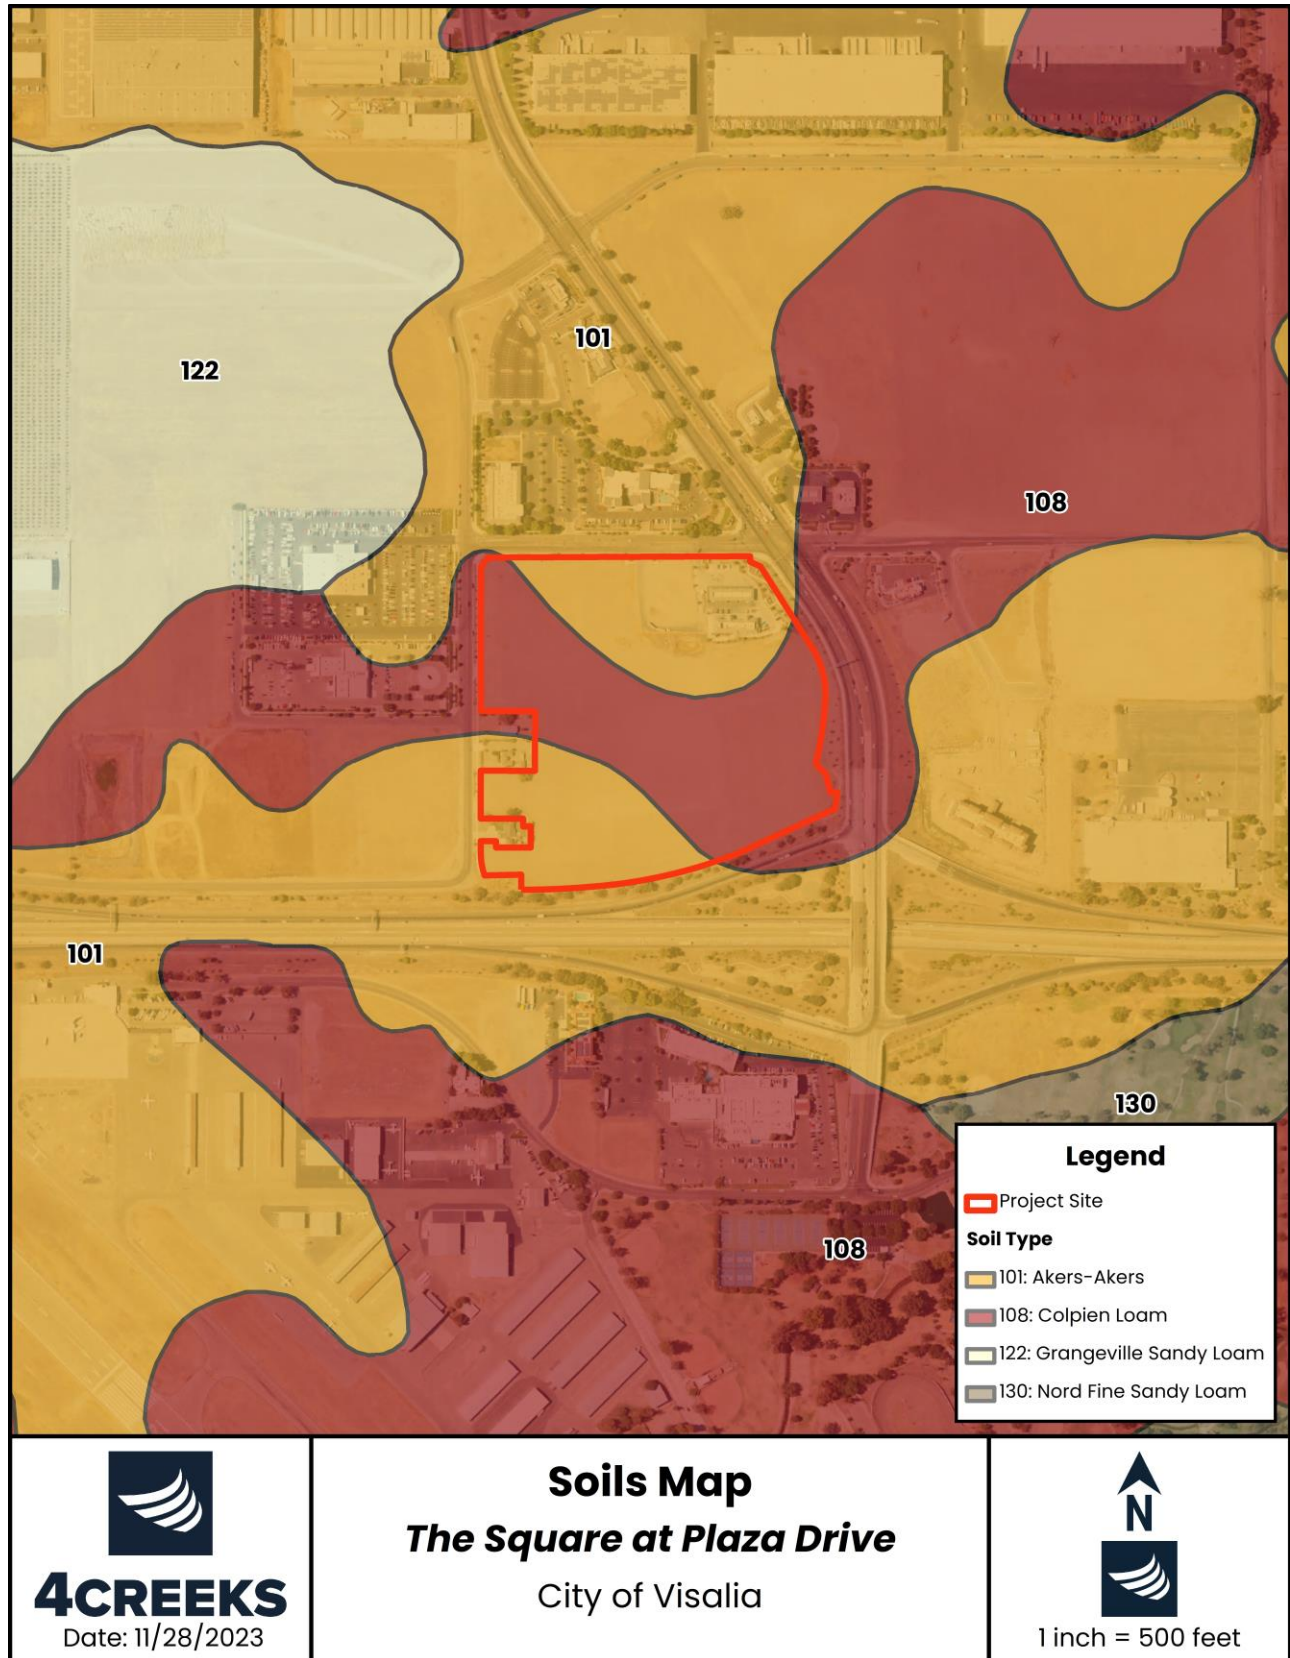 101
122
108
101
130
108
Legend
Project Site
Soil Type
101: Akers-Akers
108: Colpien Loam
122: Grangeville Sandy Loam
130: Nord Fine Sandy Loam
4CREEKS
Date: 11/28/2023
Soils Map
The Square at Plaza Drive
City of Visalia
N
1 inch = 500 feet